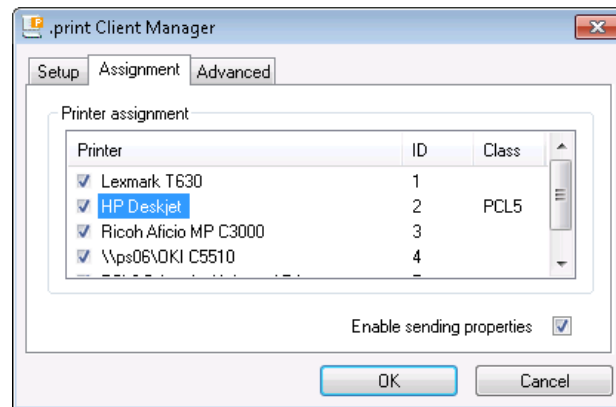 .print Client Manager
Setup Assignment Advanced
Printer assignment
Printer ID Class
Lexmark T630 1
HP Deskjet 2 PCL5
Ricoh Aficio MP C3000 3
\\ps06\OKI C5510 4
Enable sending properties
OK Cancel